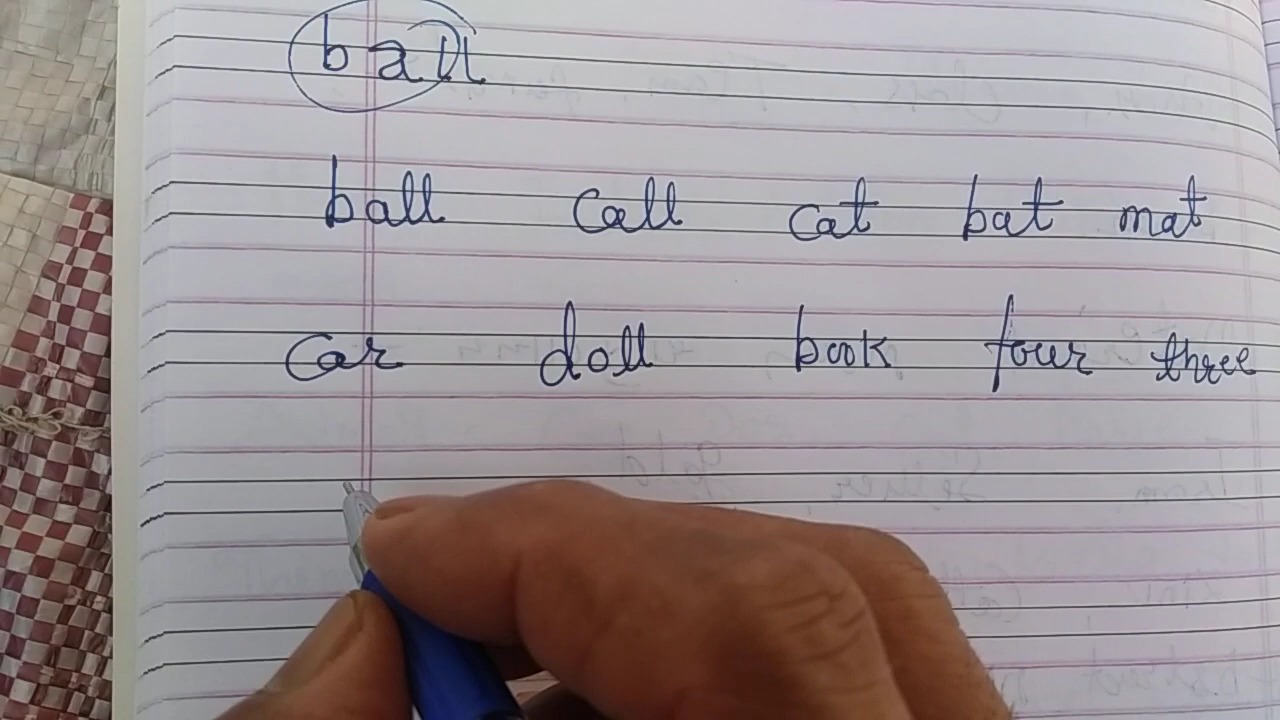 ball
ball call cat bat mat
car doll book four three